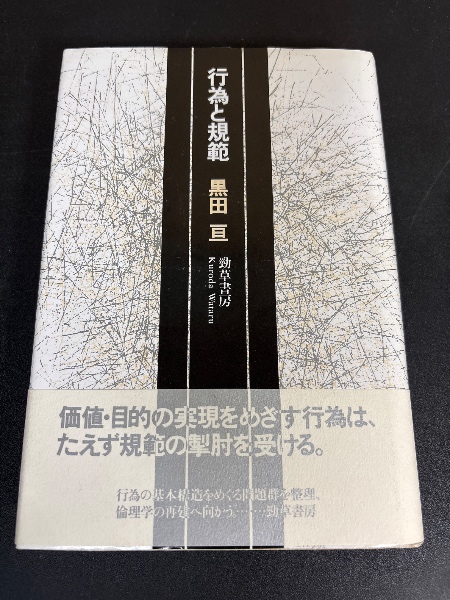 行為と規範
黒田 亘
勁草書房
Kuroda Wataru
価値・目的の実現をめざす行為は、
たえず規範の掣肘を受ける。
行為の基本構造をめぐる問題群を整理、
倫理学の再建へ向かう………勁草書房